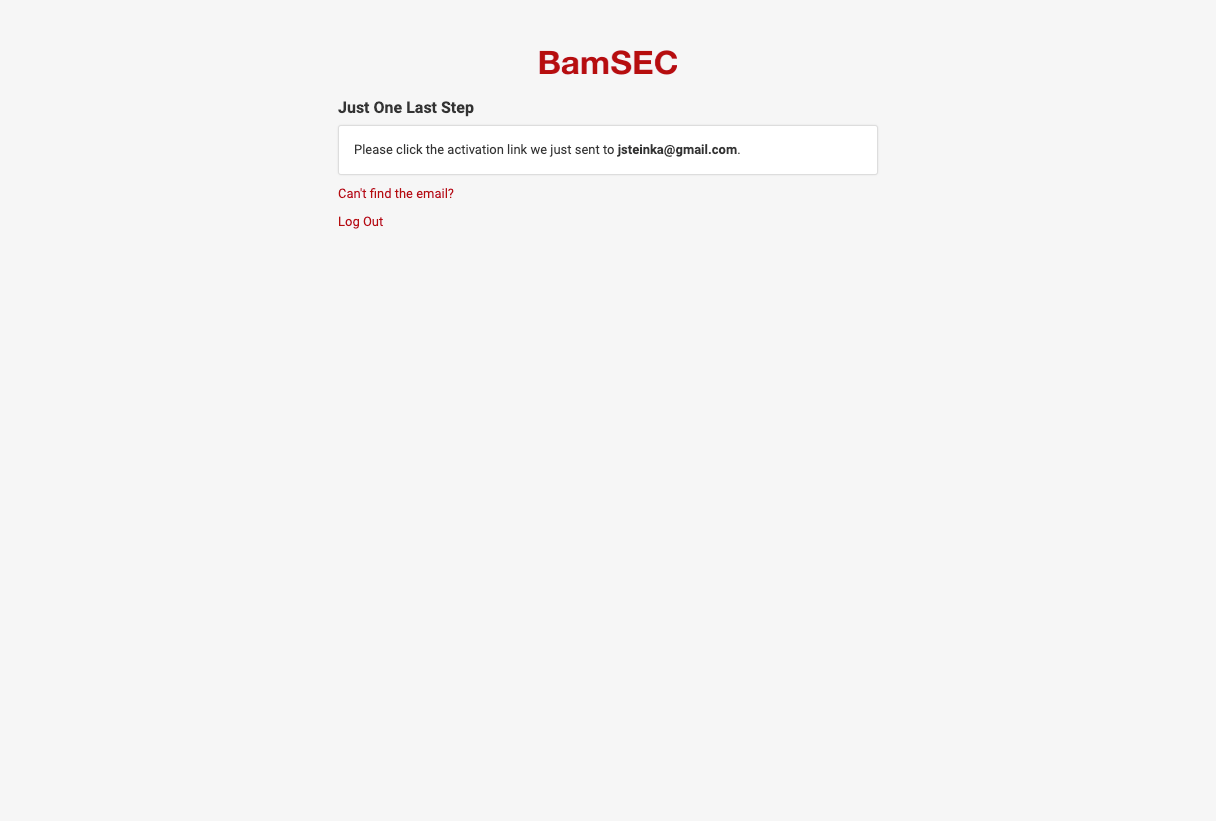 BamSEC
Just One Last Step
Please click the activation link we just sent to jsteinka@gmail.com.
Can't find the email?
Log Out